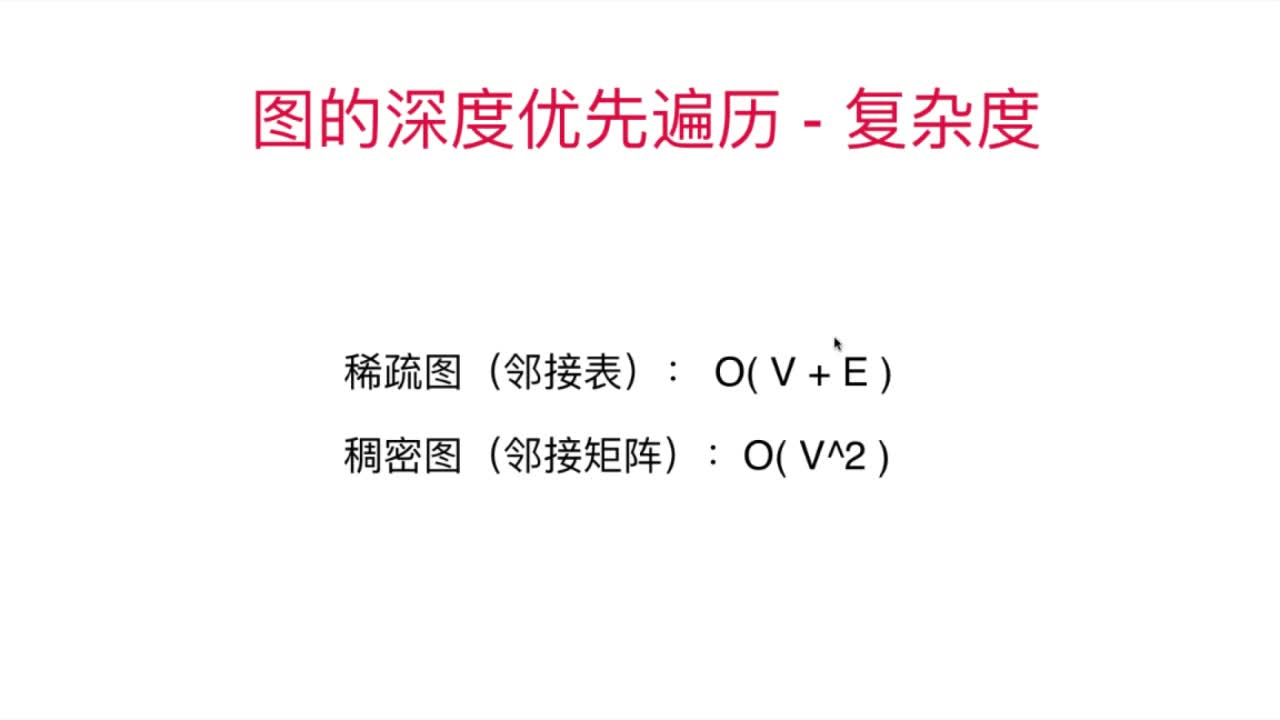 图的深度优先遍历 - 复杂度
稀疏图（邻接表）： O( V + E )
稠密图（邻接矩阵）：O( V^2 )